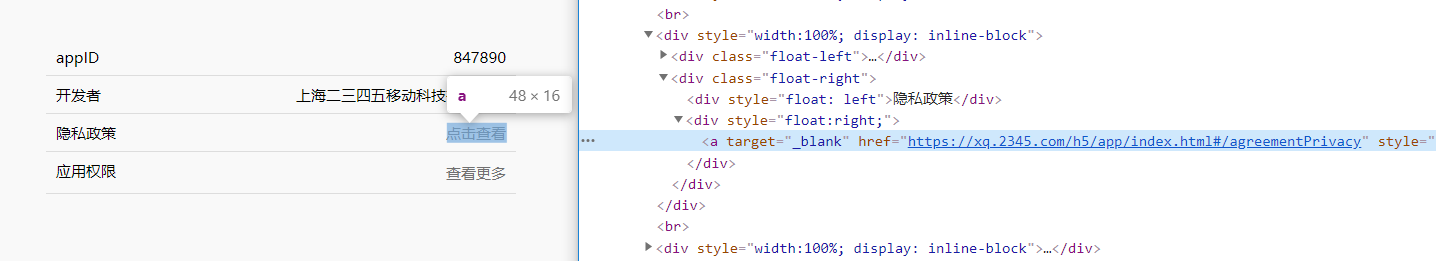 appID 847890
开发者 上海二三四五移动科技
a 48 × 16
隐私政策 点击查看
应用权限 查看更多
<br>
▼<div style="width:100%; display: inline-block">
▶<div class="float-left">…</div>
▼<div class="float-right">
<div style="float: left">隐私政策</div>
▼<div style="float:right;">
<a target="_blank" href="https://xq.2345.com/h5/app/index.html#/agreementPrivacy" style="
</div>
</div>
</div>
<br>
▶<div style="width:100%; display: inline-block">…</div>